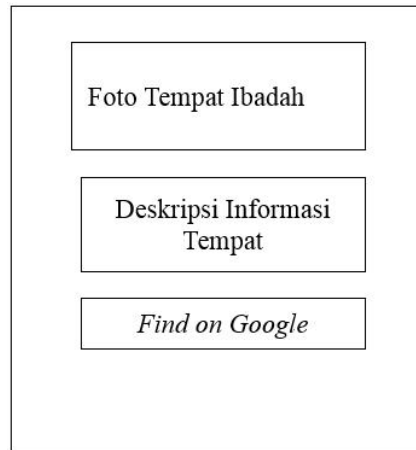 Foto Tempat Ibadah
Deskripsi Informasi
Tempat
Find on Google